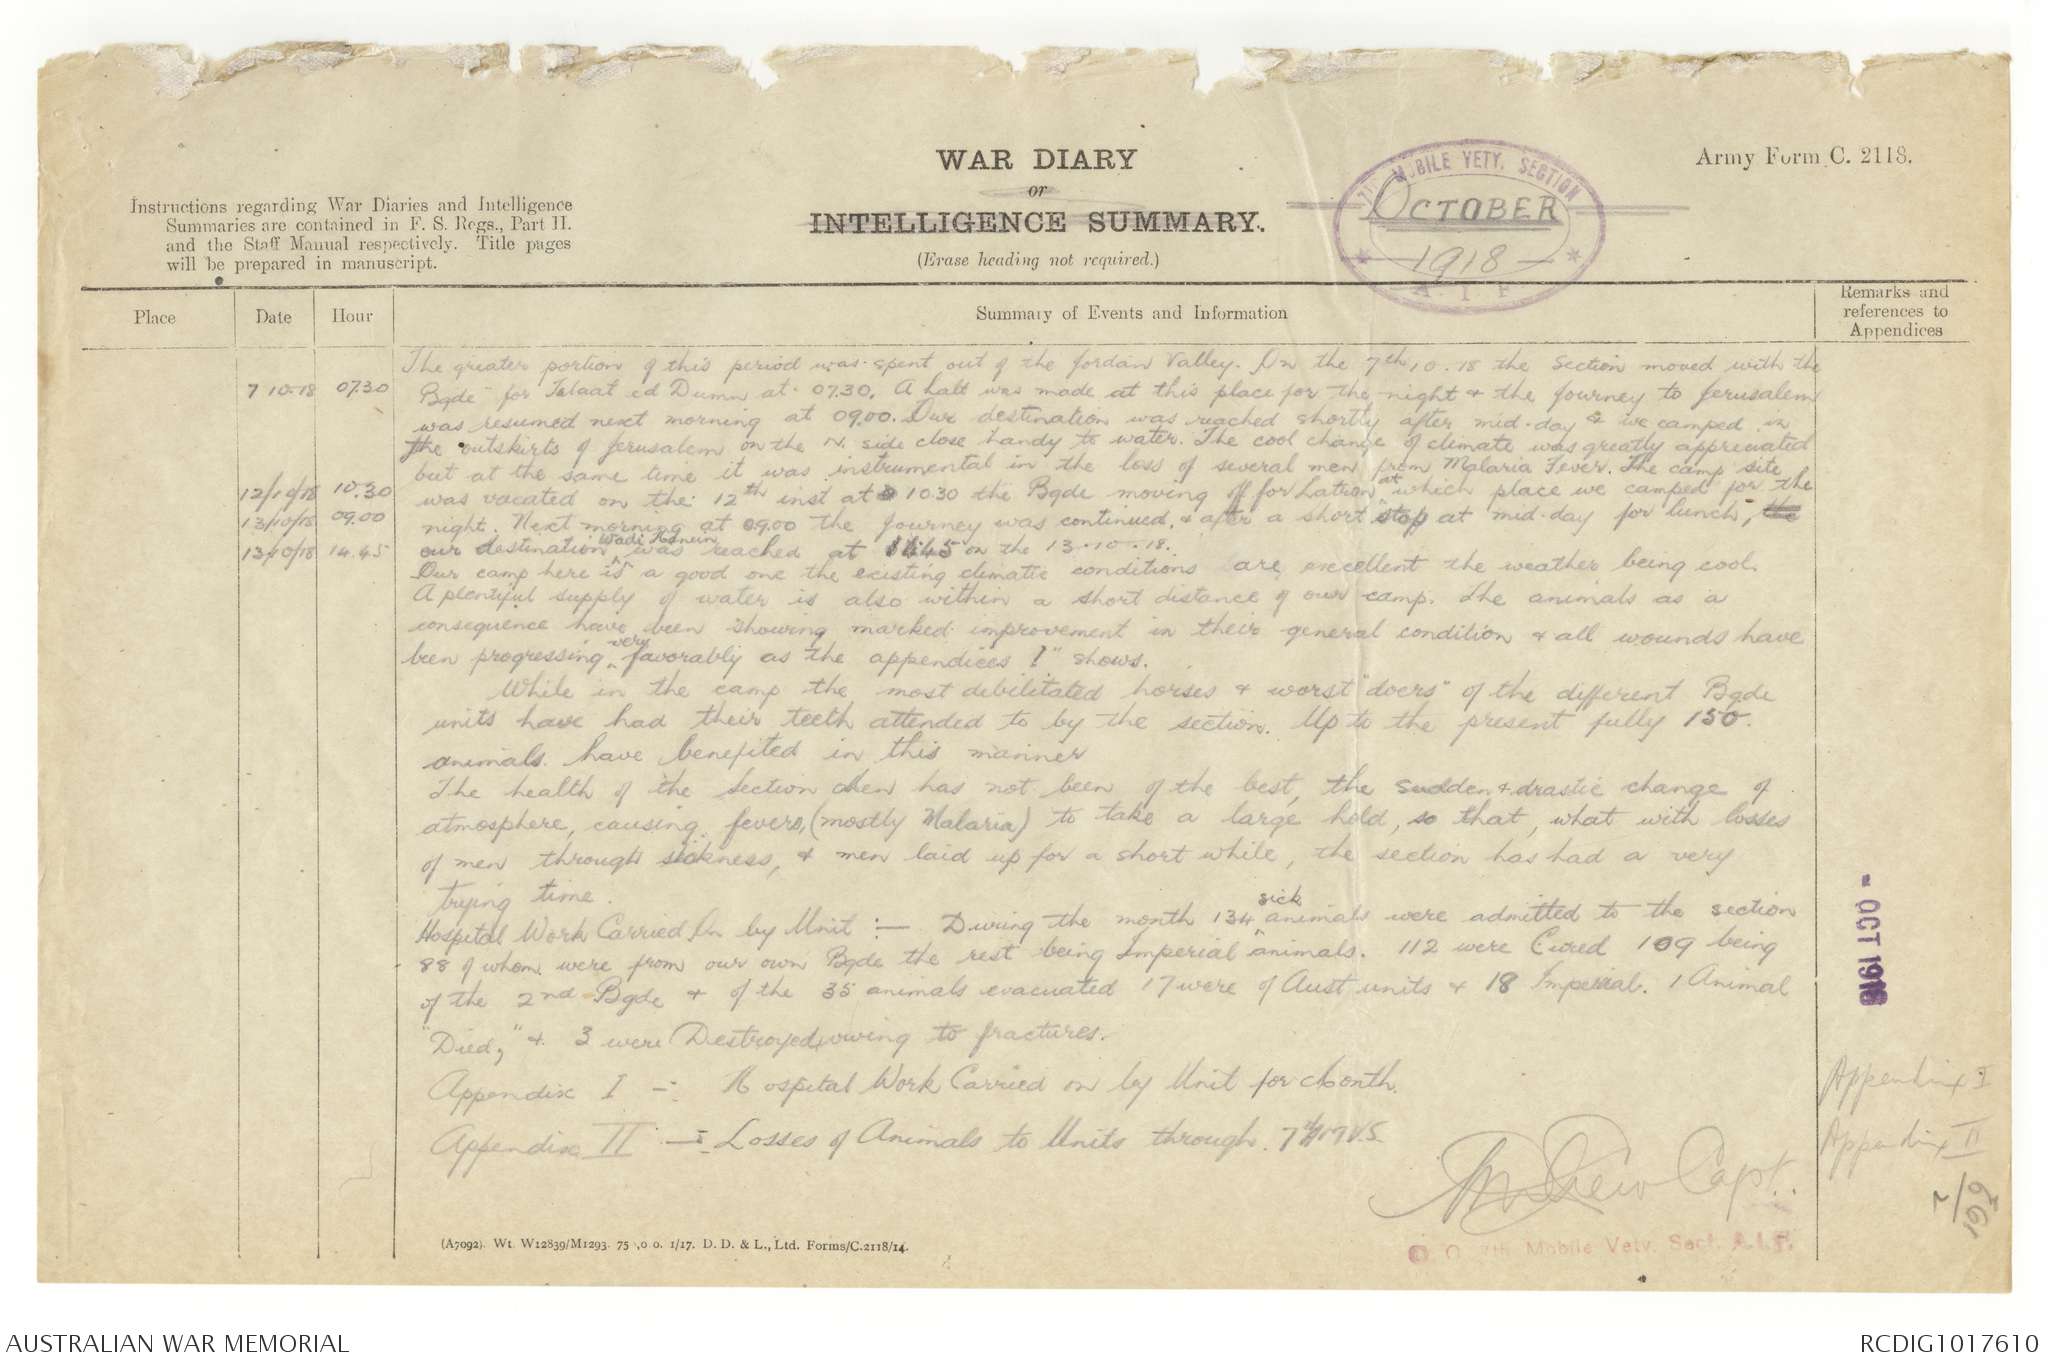 WAR DIARY
or
INTELLIGENCE SUMMARY.
(Erase heading not required.)
Army Form C. 2118.
Instructions regarding War Diaries and Intelligence
Summaries are contained in F. S. Regs., Part II.
and the Staff Manual respectively. Title pages
will be prepared in manuscript.
7TH MOBILE VETY. SECTION
OCTOBER
1918
A I F
Place Date Hour Summary of Events and Information Remarks and references to Appendices
The greater portion of this period was spent out of the Jordan Valley. On the 7th 10.18 the Section moved with the
7 10-18 0730 Bgde for Talaat ed Dumn at 0730. A halt was made at this place for the night & the Journey to Jerusalem
was resumed next morning at 0900. Our destination was reached shortly after mid-day & we camped in
the outskirts of Jerusalem on the N. side close handy to water. The cool change of climate was greatly appreciated
but at the same time it was instrumental in the loss of several men from Malaria Fever. The camp site
12/10/18 10.30 was vacated on the 12th inst at 1030 the Bgde moving off for Latron at which place we camped for the
13/10/18 09.00 night. Next morning at 0900 the Journey was continued, & after a short stop at mid-day for lunch, the
13/10/18 14.45 our destination Wadi Hanein was reached at 1445 on the 13.10.18.
Our camp here is a good one the existing climatic conditions are excellent the weather being cool.
A plentiful supply of water is also within a short distance of our camp. The animals as a
consequence have been showing marked improvement in their general condition & all wounds have
been progressing very favorably as the appendices 1" shows.
While in the camp the most debilitated horses & worst "doers" of the different Bgde
units have had their teeth attended to by the section. Up to the present fully 150
animals have benefited in this manner
The health of the Section Men has not been of the best, the sudden & drastic change of
atmosphere, causing fevers, (mostly Malaria) to take a large hold, so that, what with losses
of men through sickness, & men laid up for a short while, the section has had a very
trying time.
Hospital Work Carried On by Unit :— During the month 134 sick animals were admitted to the section
88 of whom were from our own Bgde the rest being Imperial animals. 112 were Cured 109 being
of the 2nd Bgde & of the 35 animals evacuated 17 were of Aust units & 18 Imperial. 1 Animal
"Died," & 3 were Destroyed owing to fractures.
Appendix I —: Hospital Work Carried on by Unit for Month.
Appendix II —: Losses of Animals to Units through 7th M V.S.
Appendix I
Appendix II
- OCT 1918
Capt.
O. C. 7th Mobile Vety. Sect. A.I.F.
(A7092). Wt. W12839/M1293. 75 ,0 0. 1/17. D. D. & L., Ltd. Forms/C.2118/14.
AUSTRALIAN WAR MEMORIAL
RCDIG1017610